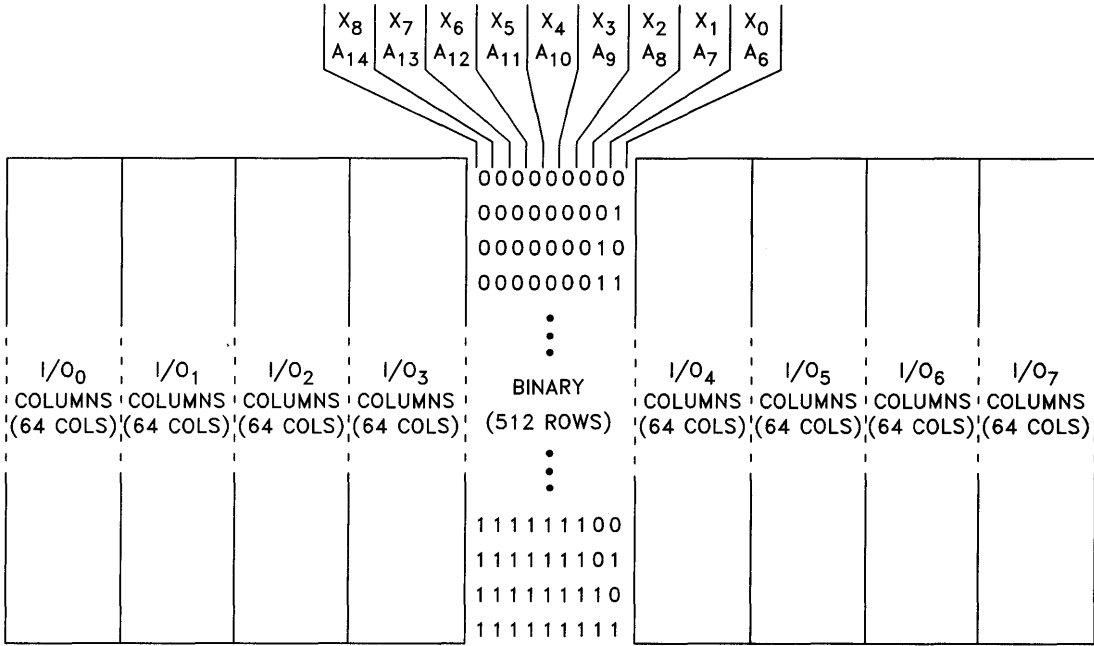 X8 X7 X6 X5 X4 X3 X2 X1 X0
A14 A13 A12 A11 A10 A9 A8 A7 A6
000000000
000000001
000000010
000000011
I/O0 I/O1 I/O2 I/O3 BINARY I/O4 I/O5 I/O6 I/O7
COLUMNS COLUMNS COLUMNS COLUMNS (512 ROWS) COLUMNS COLUMNS COLUMNS COLUMNS
(64 COLS) (64 COLS) (64 COLS) (64 COLS) (64 COLS) (64 COLS) (64 COLS) (64 COLS)
111111100
111111101
111111110
111111111